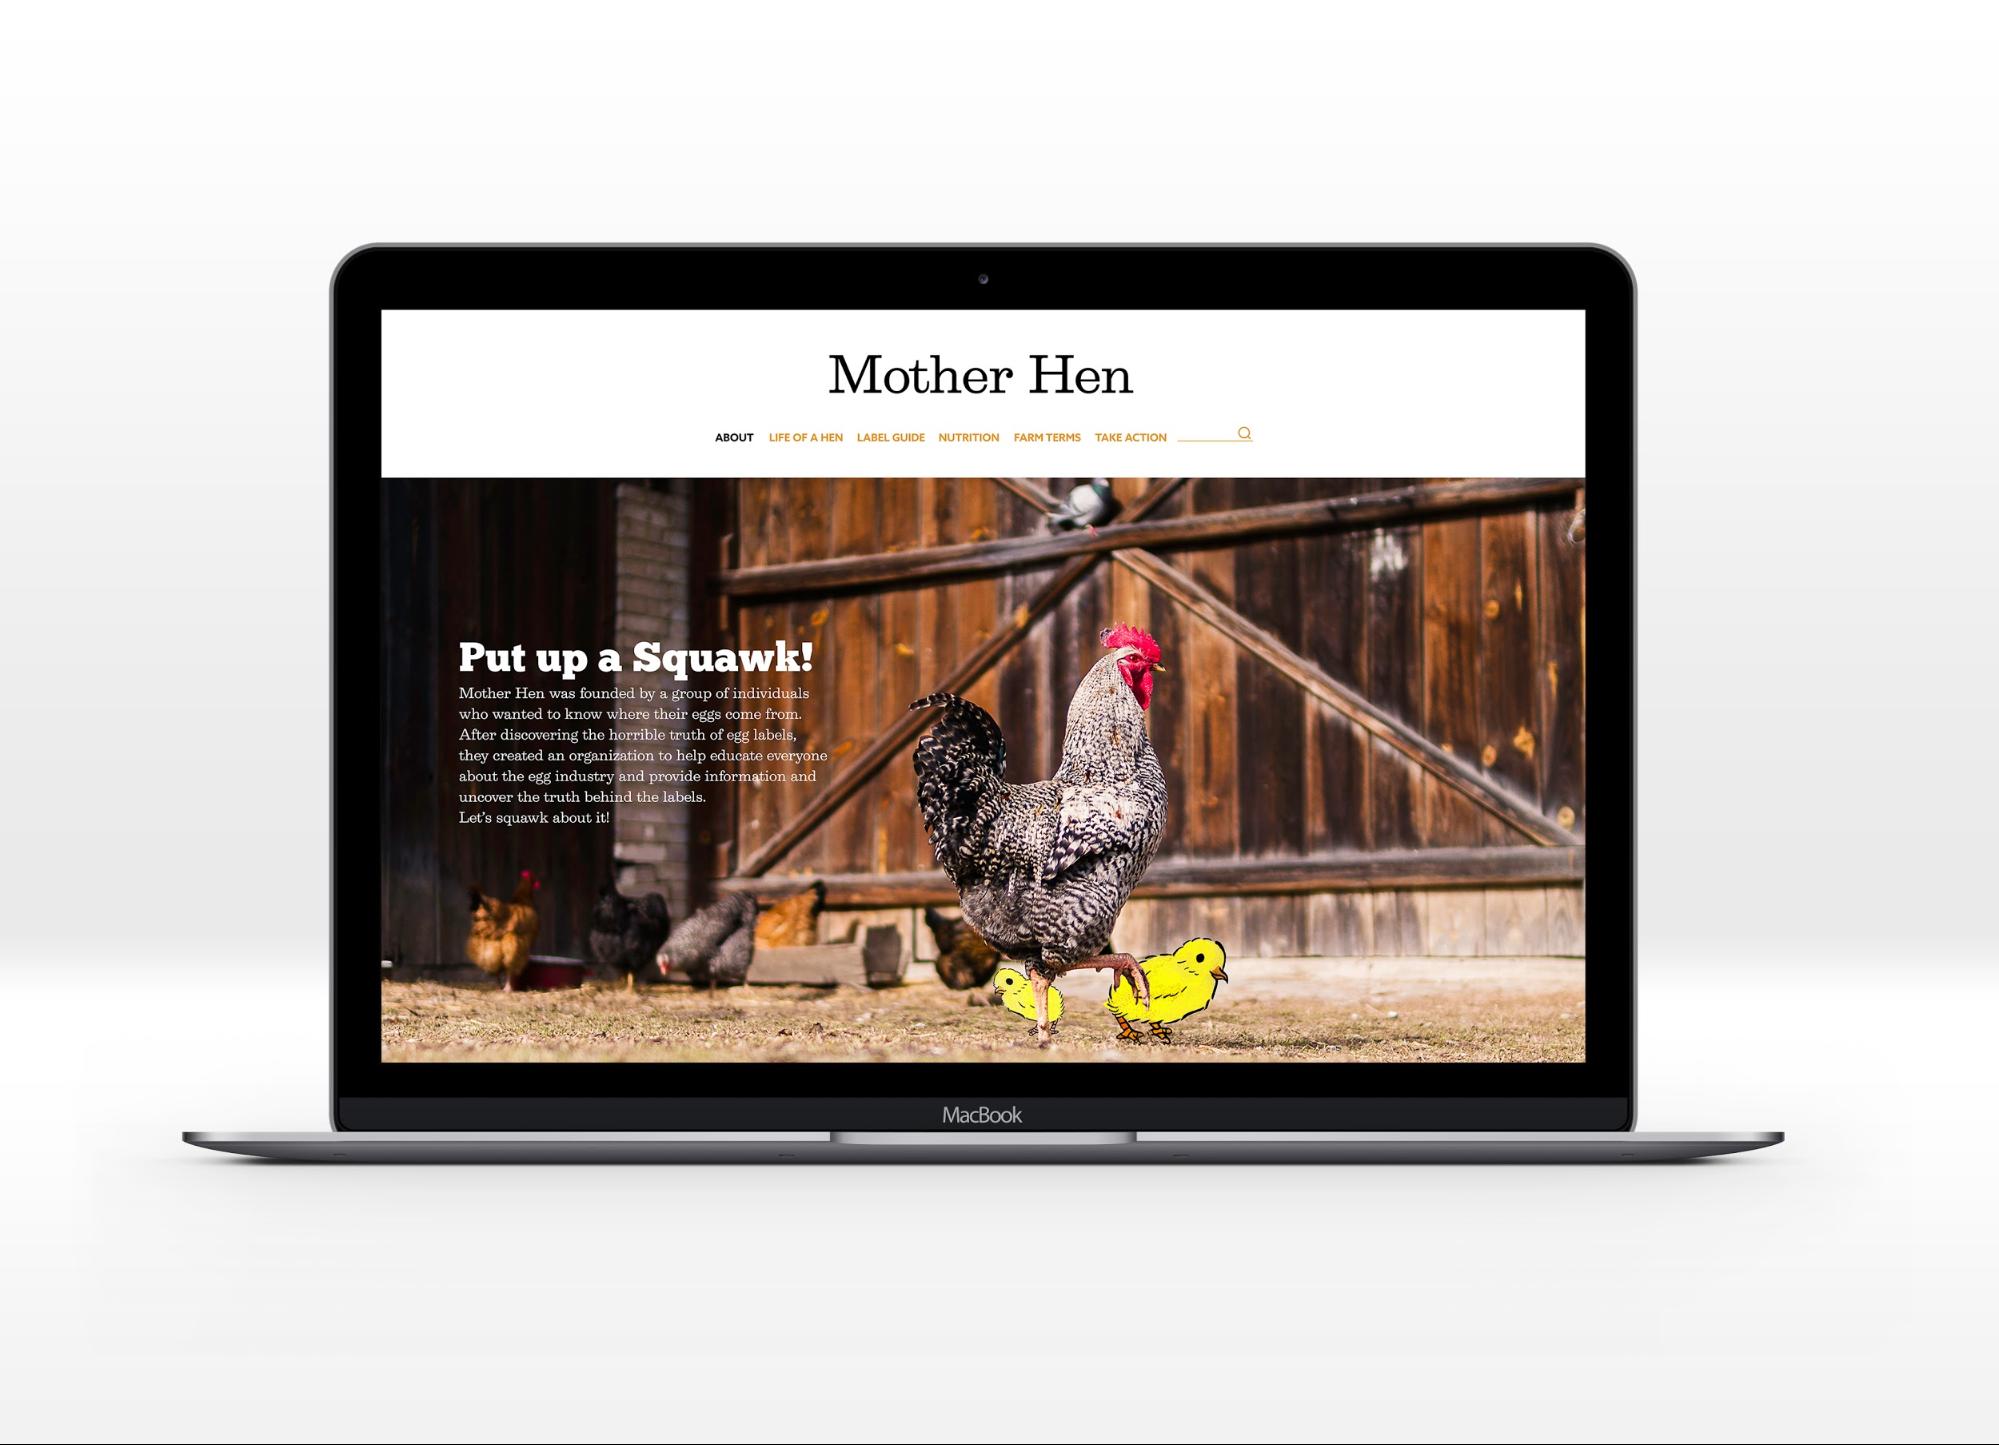 Mother Hen
ABOUT LIFE OF A HEN LABEL GUIDE NUTRITION FARM TERMS TAKE ACTION
Put up a Squawk!
Mother Hen was founded by a group of individuals
who wanted to know where their eggs come from.
After discovering the horrible truth of egg labels,
they created an organization to help educate everyone
about the egg industry and provide information and
uncover the truth behind the labels.
Let's squawk about it!
MacBook